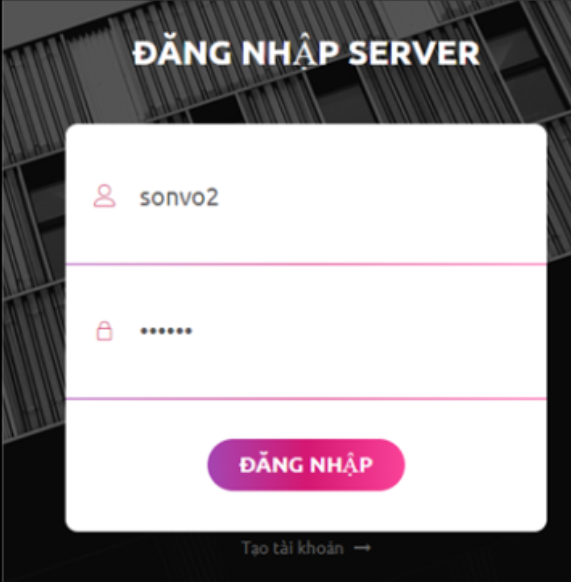 ĐĂNG NHẬP SERVER
sonvo2
••••••
ĐĂNG NHẬP
Tạo tài khoản →